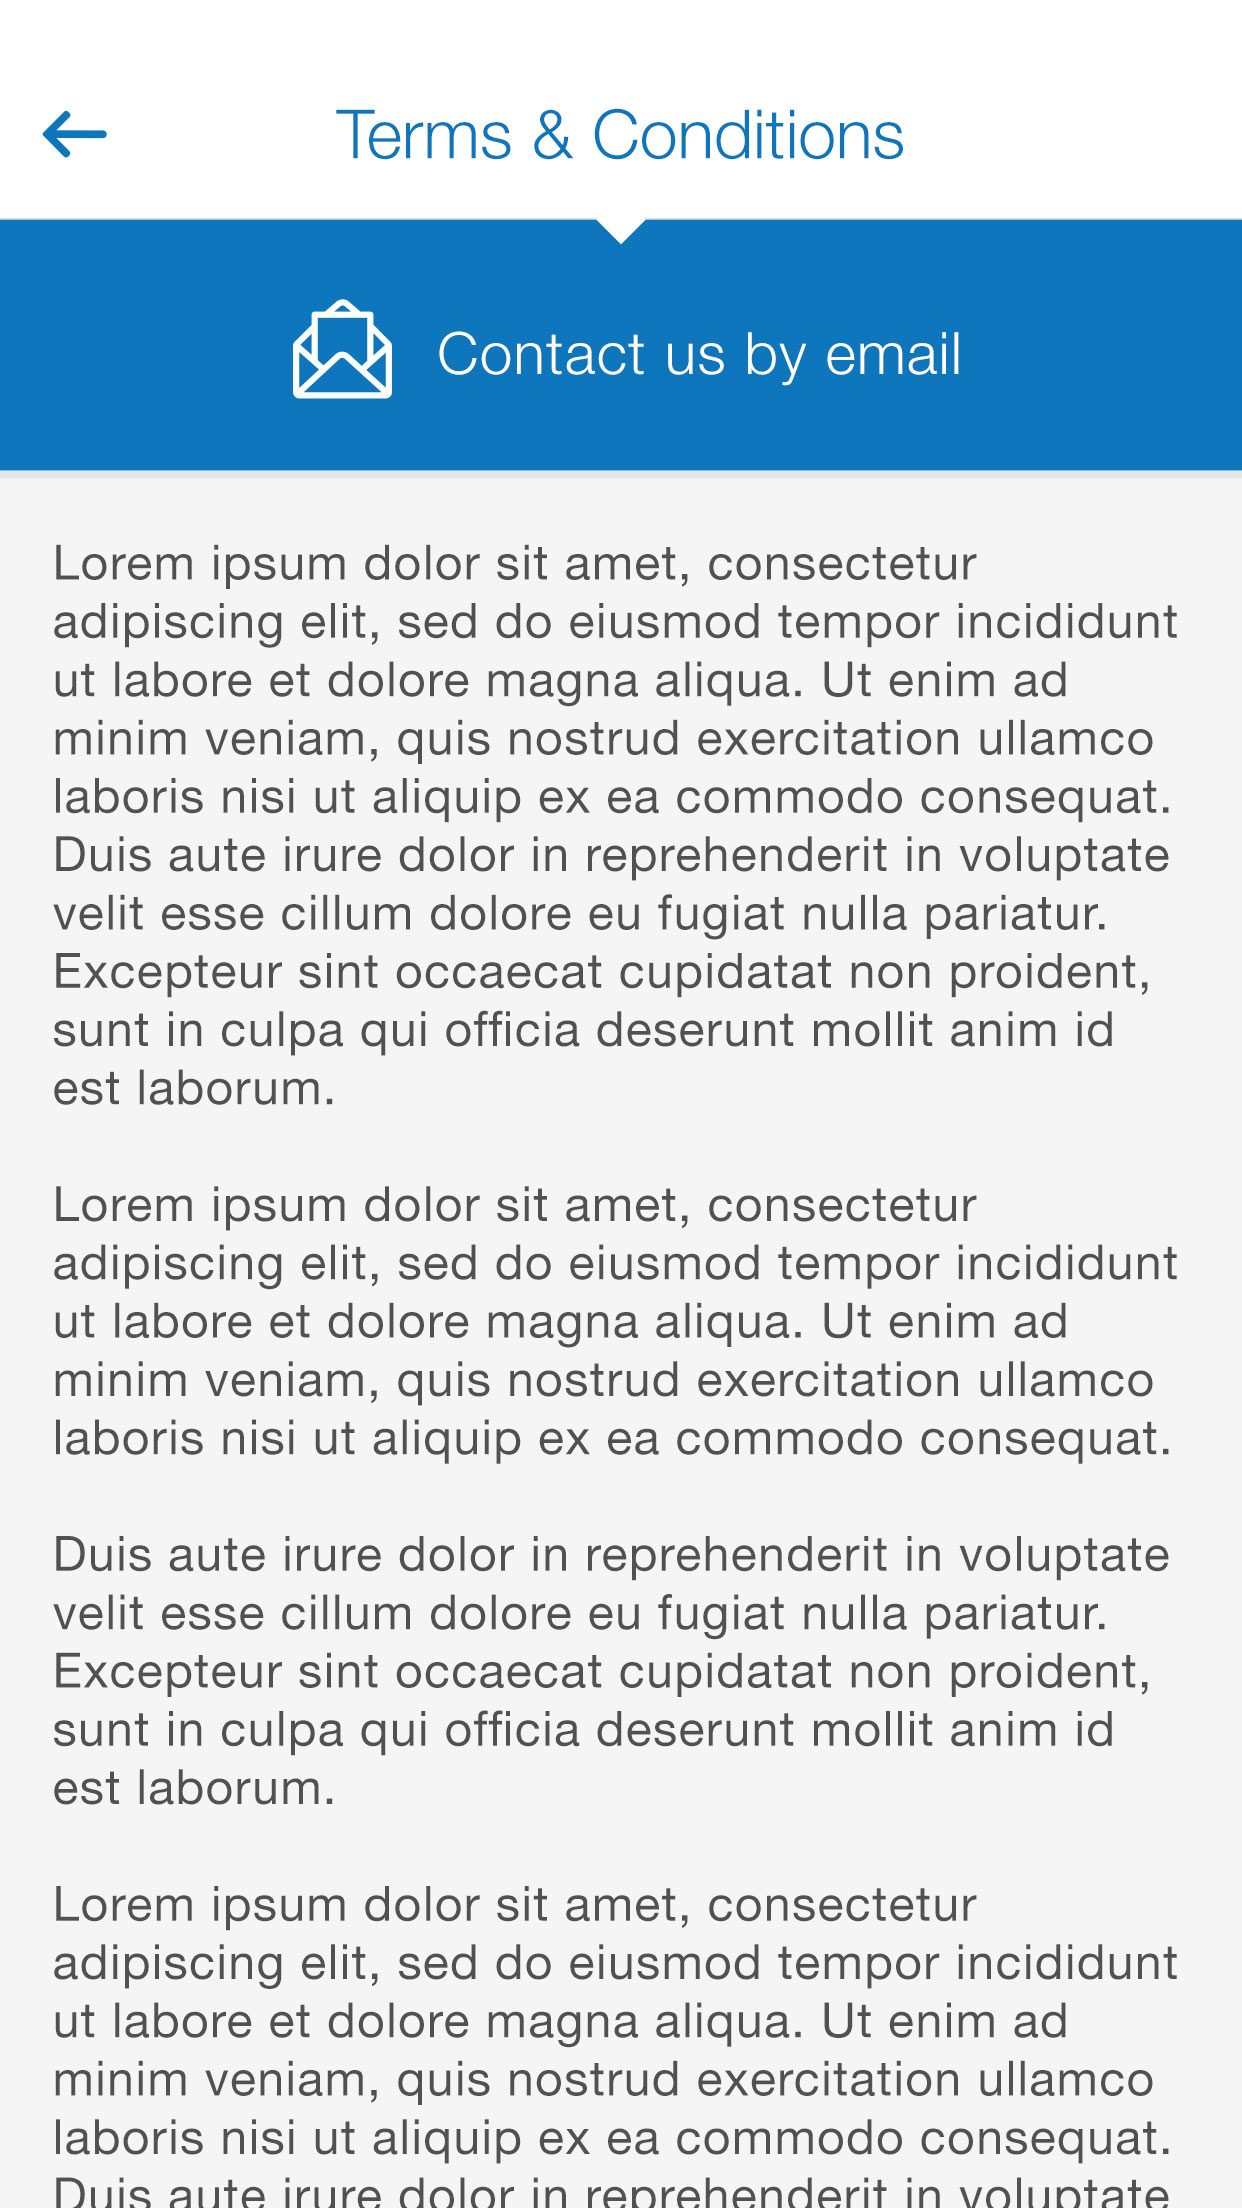 Terms & Conditions
Contact us by email
Lorem ipsum dolor sit amet, consectetur
adipiscing elit, sed do eiusmod tempor incididunt
ut labore et dolore magna aliqua. Ut enim ad
minim veniam, quis nostrud exercitation ullamco
laboris nisi ut aliquip ex ea commodo consequat.
Duis aute irure dolor in reprehenderit in voluptate
velit esse cillum dolore eu fugiat nulla pariatur.
Excepteur sint occaecat cupidatat non proident,
sunt in culpa qui officia deserunt mollit anim id
est laborum.
Lorem ipsum dolor sit amet, consectetur
adipiscing elit, sed do eiusmod tempor incididunt
ut labore et dolore magna aliqua. Ut enim ad
minim veniam, quis nostrud exercitation ullamco
laboris nisi ut aliquip ex ea commodo consequat.
Duis aute irure dolor in reprehenderit in voluptate
velit esse cillum dolore eu fugiat nulla pariatur.
Excepteur sint occaecat cupidatat non proident,
sunt in culpa qui officia deserunt mollit anim id
est laborum.
Lorem ipsum dolor sit amet, consectetur
adipiscing elit, sed do eiusmod tempor incididunt
ut labore et dolore magna aliqua. Ut enim ad
minim veniam, quis nostrud exercitation ullamco
laboris nisi ut aliquip ex ea commodo consequat.
Duis aute irure dolor in reprehenderit in voluptate